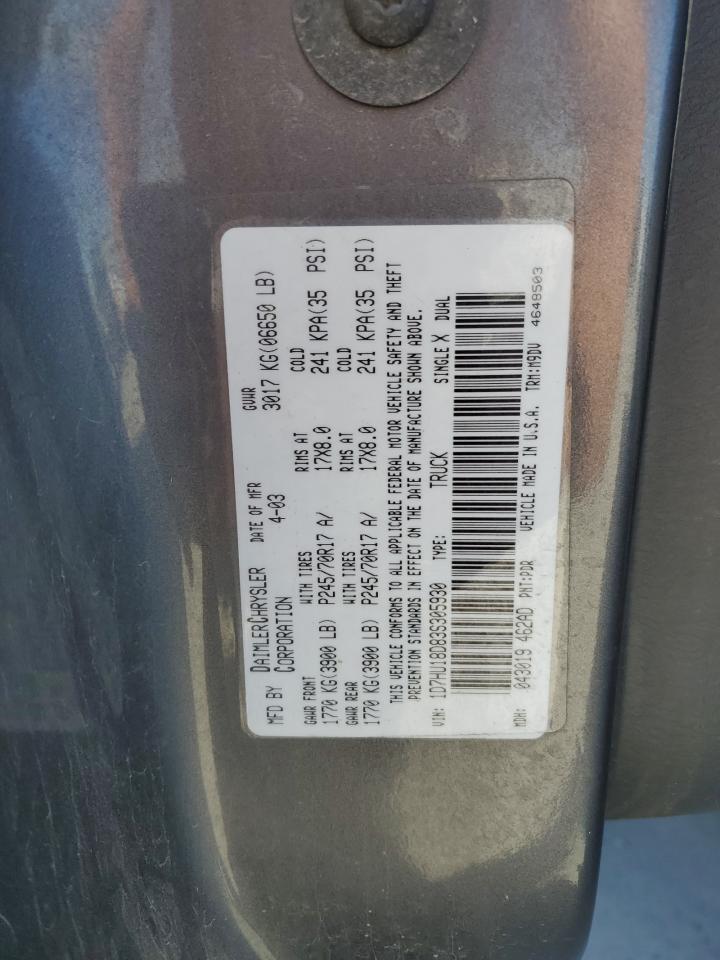 MFD BY DAIMLERCHRYSLER CORPORATION
DATE OF MFR 4-03
GVWR 3017 KG(06650 LB)
GAWR FRONT WITH TIRES RIMS AT COLD
1770 KG(3900 LB) P245/70R17 A/ 17X8.0 241 KPA(35 PSI)
GAWR REAR WITH TIRES RIMS AT COLD
1770 KG(3900 LB) P245/70R17 A/ 17X8.0 241 KPA(35 PSI)
THIS VEHICLE CONFORMS TO ALL APPLICABLE FEDERAL MOTOR VEHICLE SAFETY AND THEFT
PREVENTION STANDARDS IN EFFECT ON THE DATE OF MANUFACTURE SHOWN ABOVE.
VIN: 1D7HU18D83S305930 TYPE: TRUCK SINGLE X DUAL
MDH: 043019 462AD PNT:PDR VEHICLE MADE IN U.S.A. TRM:M9DV 4648503